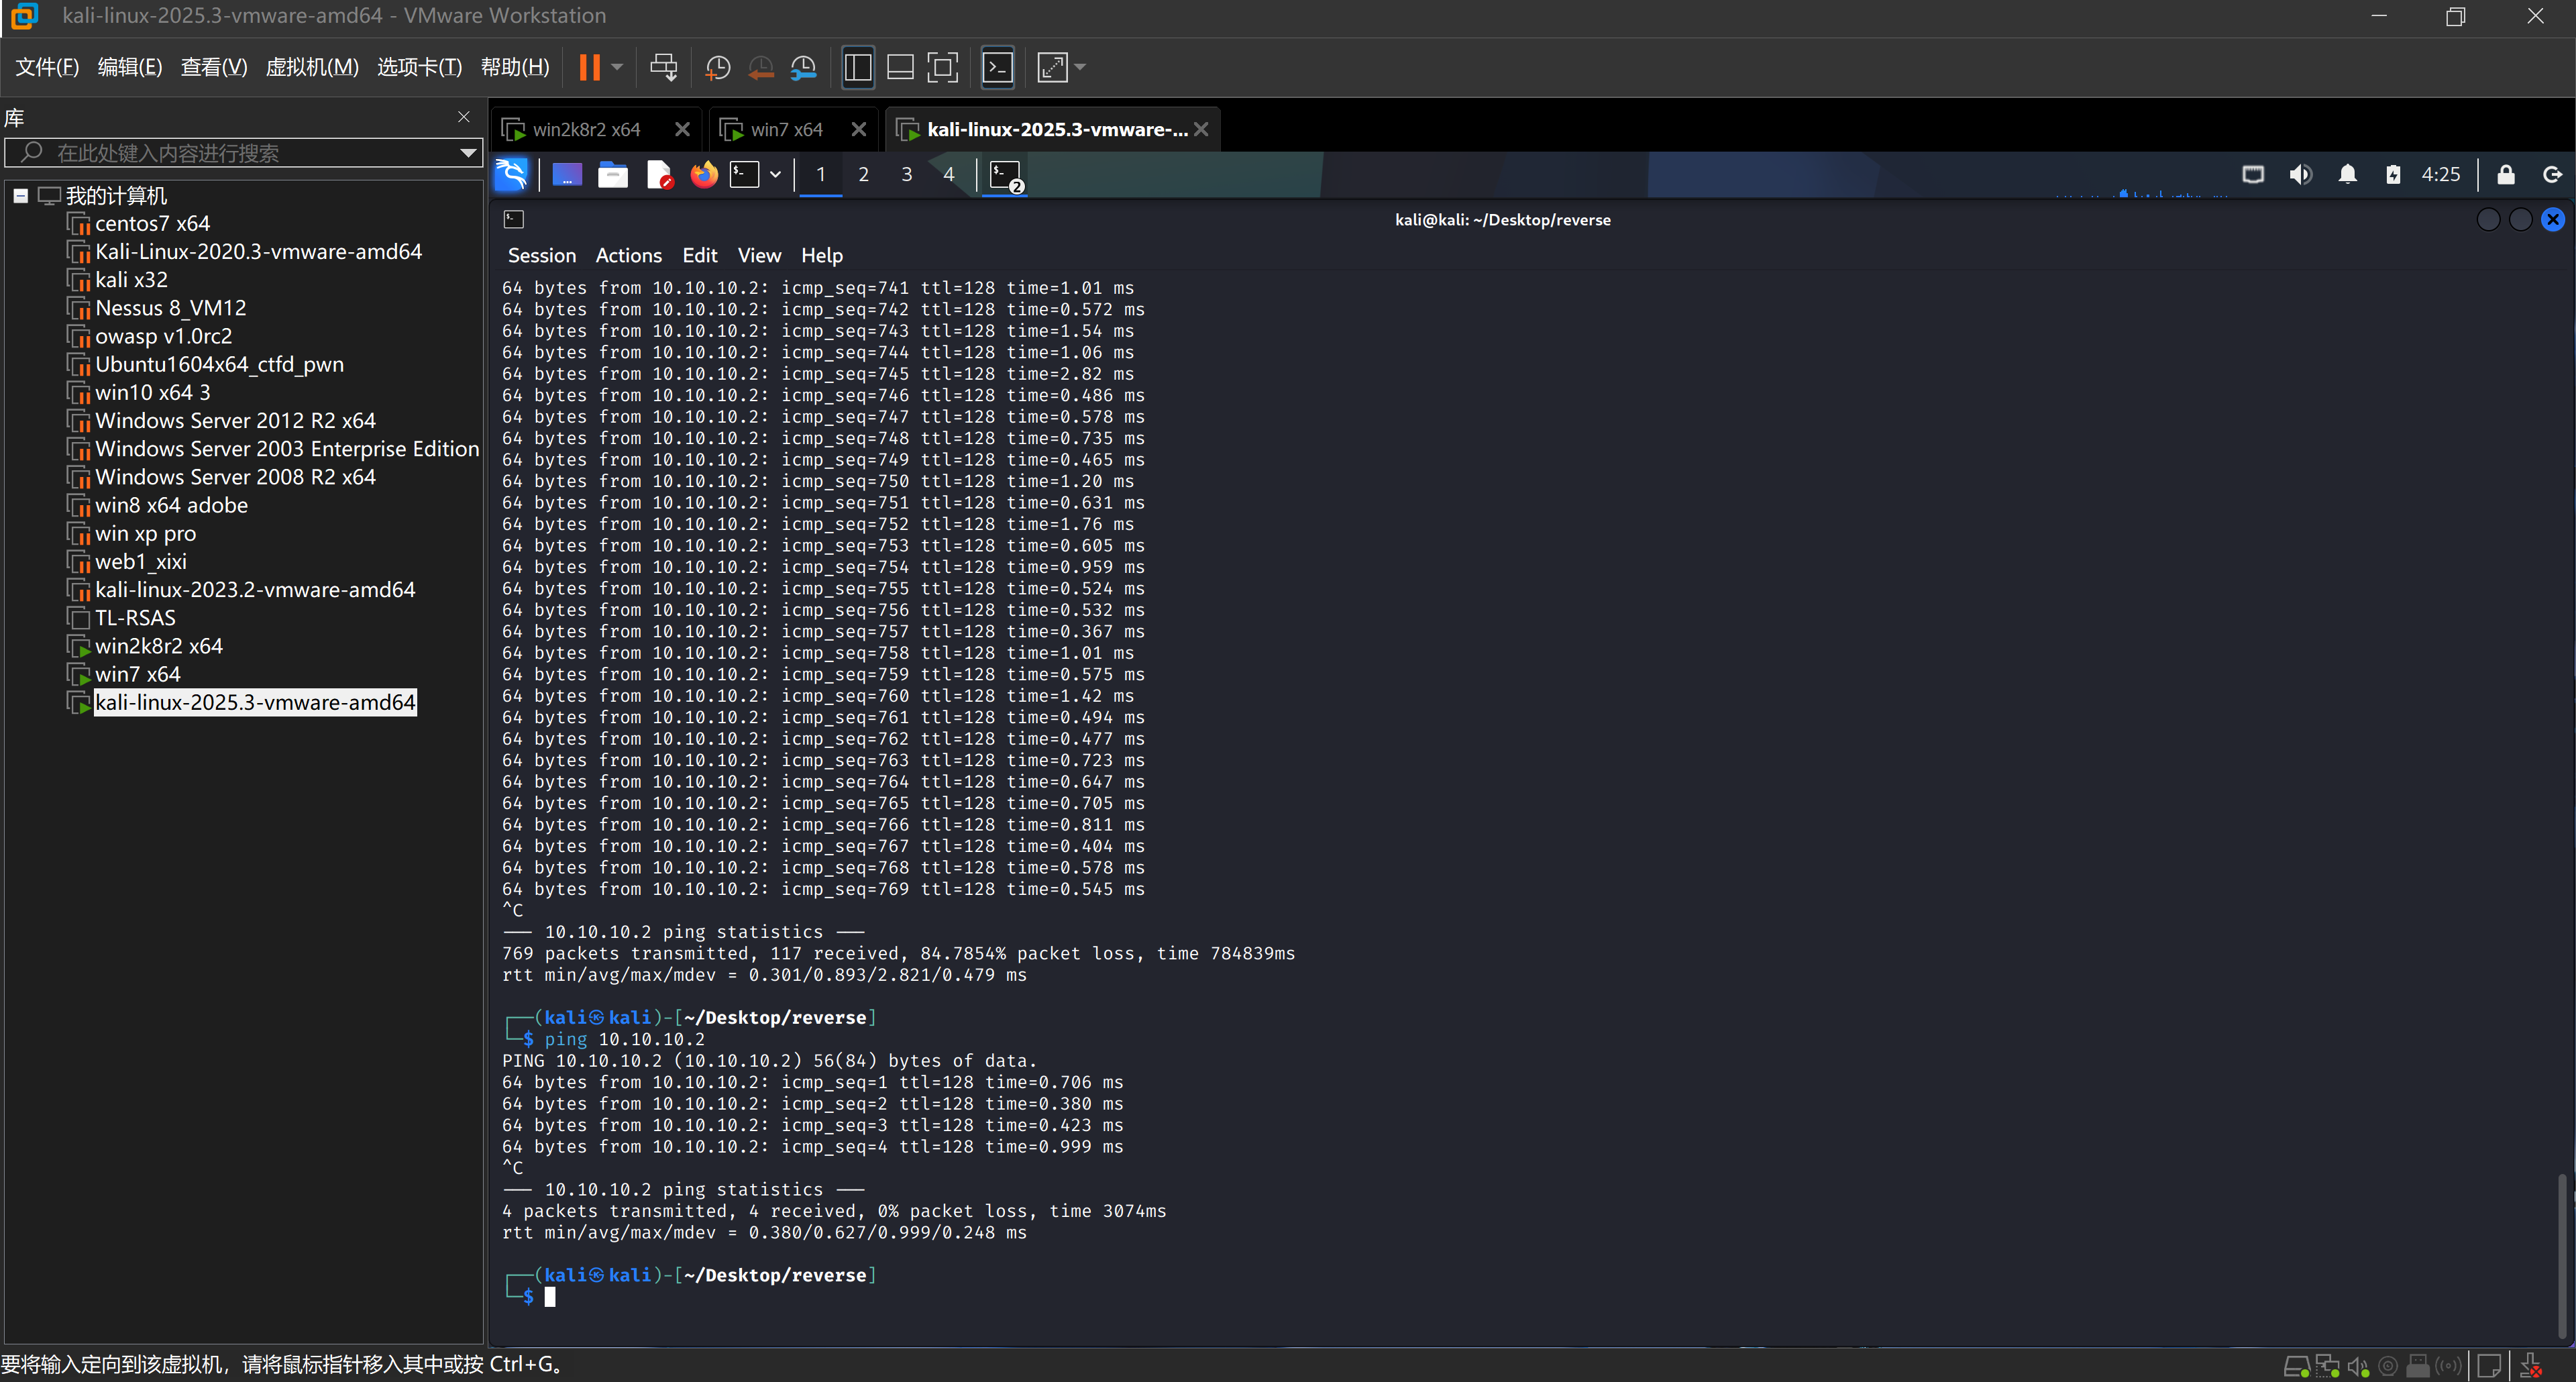 kali-linux-2025.3-vmware-amd64 - VMware Workstation
文件(F) 编辑(E) 查看(V) 虚拟机(M) 选项卡(T) 帮助(H)
库
在此处键入内容进行搜索
我的计算机
centos7 x64
Kali-Linux-2020.3-vmware-amd64
kali x32
Nessus 8_VM12
owasp v1.0rc2
Ubuntu1604x64_ctfd_pwn
win10 x64 3
Windows Server 2012 R2 x64
Windows Server 2003 Enterprise Edition
Windows Server 2008 R2 x64
win8 x64 adobe
win xp pro
web1_xixi
kali-linux-2023.2-vmware-amd64
TL-RSAS
win2k8r2 x64
win7 x64
kali-linux-2025.3-vmware-amd64
win2k8r2 x64 win7 x64 kali-linux-2025.3-vmware-...
1 2 3 4 2 4:25
kali@kali: ~/Desktop/reverse
Session Actions Edit View Help
64 bytes from 10.10.10.2: icmp_seq=741 ttl=128 time=1.01 ms
64 bytes from 10.10.10.2: icmp_seq=742 ttl=128 time=0.572 ms
64 bytes from 10.10.10.2: icmp_seq=743 ttl=128 time=1.54 ms
64 bytes from 10.10.10.2: icmp_seq=744 ttl=128 time=1.06 ms
64 bytes from 10.10.10.2: icmp_seq=745 ttl=128 time=2.82 ms
64 bytes from 10.10.10.2: icmp_seq=746 ttl=128 time=0.486 ms
64 bytes from 10.10.10.2: icmp_seq=747 ttl=128 time=0.578 ms
64 bytes from 10.10.10.2: icmp_seq=748 ttl=128 time=0.735 ms
64 bytes from 10.10.10.2: icmp_seq=749 ttl=128 time=0.465 ms
64 bytes from 10.10.10.2: icmp_seq=750 ttl=128 time=1.20 ms
64 bytes from 10.10.10.2: icmp_seq=751 ttl=128 time=0.631 ms
64 bytes from 10.10.10.2: icmp_seq=752 ttl=128 time=1.76 ms
64 bytes from 10.10.10.2: icmp_seq=753 ttl=128 time=0.605 ms
64 bytes from 10.10.10.2: icmp_seq=754 ttl=128 time=0.959 ms
64 bytes from 10.10.10.2: icmp_seq=755 ttl=128 time=0.524 ms
64 bytes from 10.10.10.2: icmp_seq=756 ttl=128 time=0.532 ms
64 bytes from 10.10.10.2: icmp_seq=757 ttl=128 time=0.367 ms
64 bytes from 10.10.10.2: icmp_seq=758 ttl=128 time=1.01 ms
64 bytes from 10.10.10.2: icmp_seq=759 ttl=128 time=0.575 ms
64 bytes from 10.10.10.2: icmp_seq=760 ttl=128 time=1.42 ms
64 bytes from 10.10.10.2: icmp_seq=761 ttl=128 time=0.494 ms
64 bytes from 10.10.10.2: icmp_seq=762 ttl=128 time=0.477 ms
64 bytes from 10.10.10.2: icmp_seq=763 ttl=128 time=0.723 ms
64 bytes from 10.10.10.2: icmp_seq=764 ttl=128 time=0.647 ms
64 bytes from 10.10.10.2: icmp_seq=765 ttl=128 time=0.705 ms
64 bytes from 10.10.10.2: icmp_seq=766 ttl=128 time=0.811 ms
64 bytes from 10.10.10.2: icmp_seq=767 ttl=128 time=0.404 ms
64 bytes from 10.10.10.2: icmp_seq=768 ttl=128 time=0.578 ms
64 bytes from 10.10.10.2: icmp_seq=769 ttl=128 time=0.545 ms
^C
--- 10.10.10.2 ping statistics ---
769 packets transmitted, 117 received, 84.7854% packet loss, time 784839ms
rtt min/avg/max/mdev = 0.301/0.893/2.821/0.479 ms
┌──(kali㉿kali)-[~/Desktop/reverse]
└─$ ping 10.10.10.2
PING 10.10.10.2 (10.10.10.2) 56(84) bytes of data.
64 bytes from 10.10.10.2: icmp_seq=1 ttl=128 time=0.706 ms
64 bytes from 10.10.10.2: icmp_seq=2 ttl=128 time=0.380 ms
64 bytes from 10.10.10.2: icmp_seq=3 ttl=128 time=0.423 ms
64 bytes from 10.10.10.2: icmp_seq=4 ttl=128 time=0.999 ms
^C
--- 10.10.10.2 ping statistics ---
4 packets transmitted, 4 received, 0% packet loss, time 3074ms
rtt min/avg/max/mdev = 0.380/0.627/0.999/0.248 ms
┌──(kali㉿kali)-[~/Desktop/reverse]
└─$
要将输入定向到该虚拟机，请将鼠标指针移入其中或按 Ctrl+G。